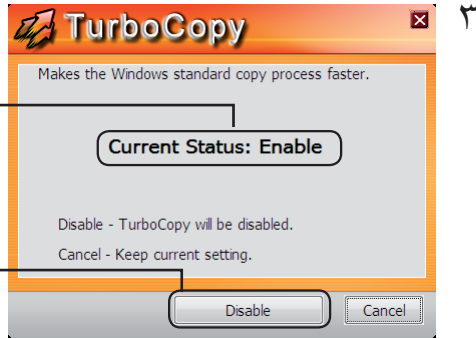 TurboCopy
٣
Makes the Windows standard copy process faster.
Current Status: Enable
Disable - TurboCopy will be disabled.
Cancel - Keep current setting.
Disable
Cancel